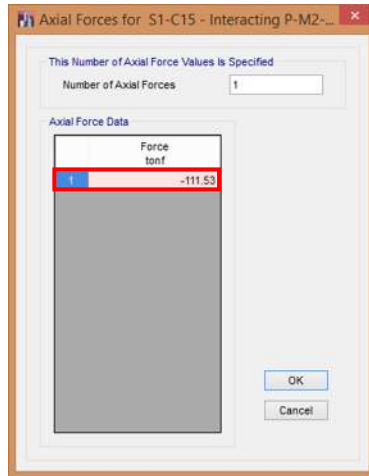 Axial Forces for S1-C15 - Interacting P-M2-...
This Number of Axial Force Values Is Specified
Number of Axial Forces 1
Axial Force Data
Force
tonf
1 -111.53
OK
Cancel